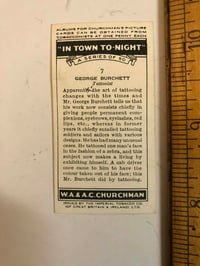 ALBUMS FOR CHURCHMAN'S PICTURE
CARDS CAN BE OBTAINED FROM
TOBACCONISTS AT ONE PENNY EACH
"IN TOWN TO-NIGHT"
A SERIES OF 50
7
GEORGE BURCHETT
Tattooist
Apparently the art of tattooing
changes with the times and
Mr. George Burchett tells us that
his work now consists chiefly in
giving people permanent com-
plexions, eyebrows, eyelashes, red
lips, etc., whereas in former
years it chiefly entailed tattooing
soldiers and sailors with various
designs. He has had many unusual
cases. He tattooed one man's face
in the fashion of a zebra, and this
subject now makes a living by
exhibiting himself. A cab driver
once came to him to have the
colour taken out of his face; this
Mr. Burchett did by tattooing.
W.A.& A.C. CHURCHMAN
ISSUED BY THE IMPERIAL TOBACCO CO.
(OF GREAT BRITAIN & IRELAND), LTD.